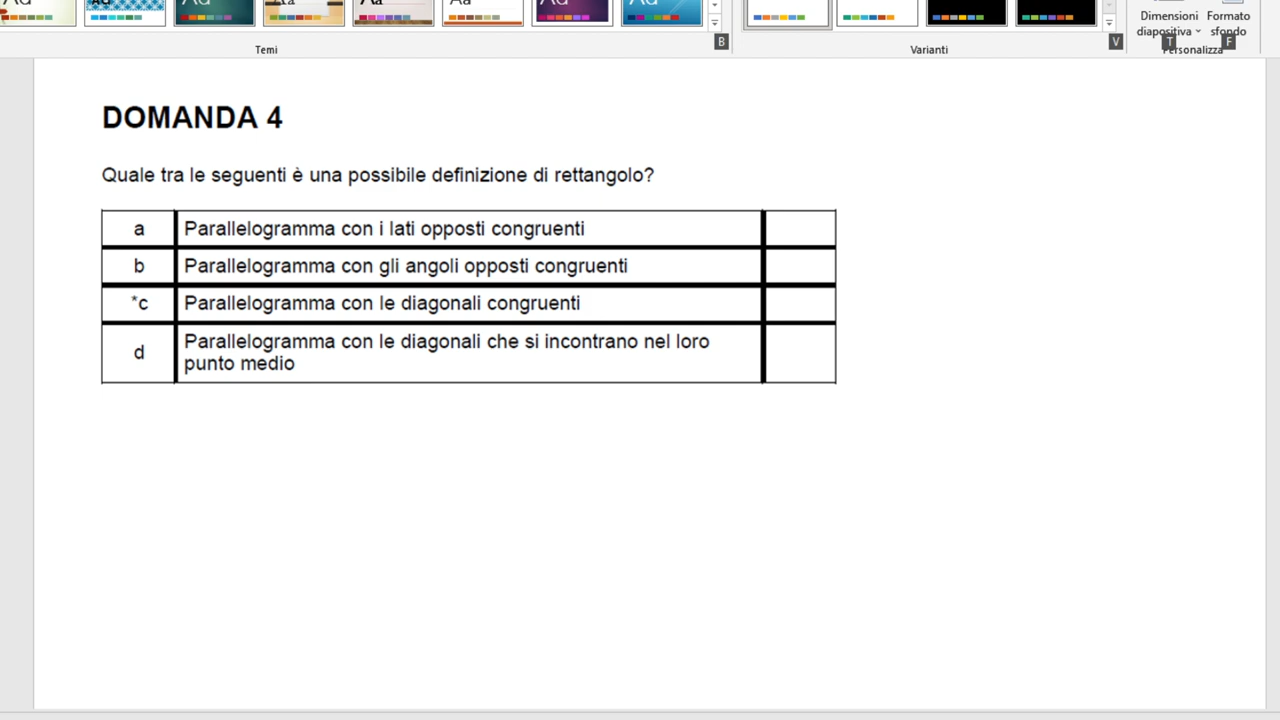 Temi
B
Varianti
V
Dimensioni
diapositiva
T
Formato
sfondo
F
Personalizza
DOMANDA 4
Quale tra le seguenti è una possibile definizione di rettangolo?
a Parallelogramma con i lati opposti congruenti
b Parallelogramma con gli angoli opposti congruenti
*c Parallelogramma con le diagonali congruenti
d Parallelogramma con le diagonali che si incontrano nel loro
punto medio